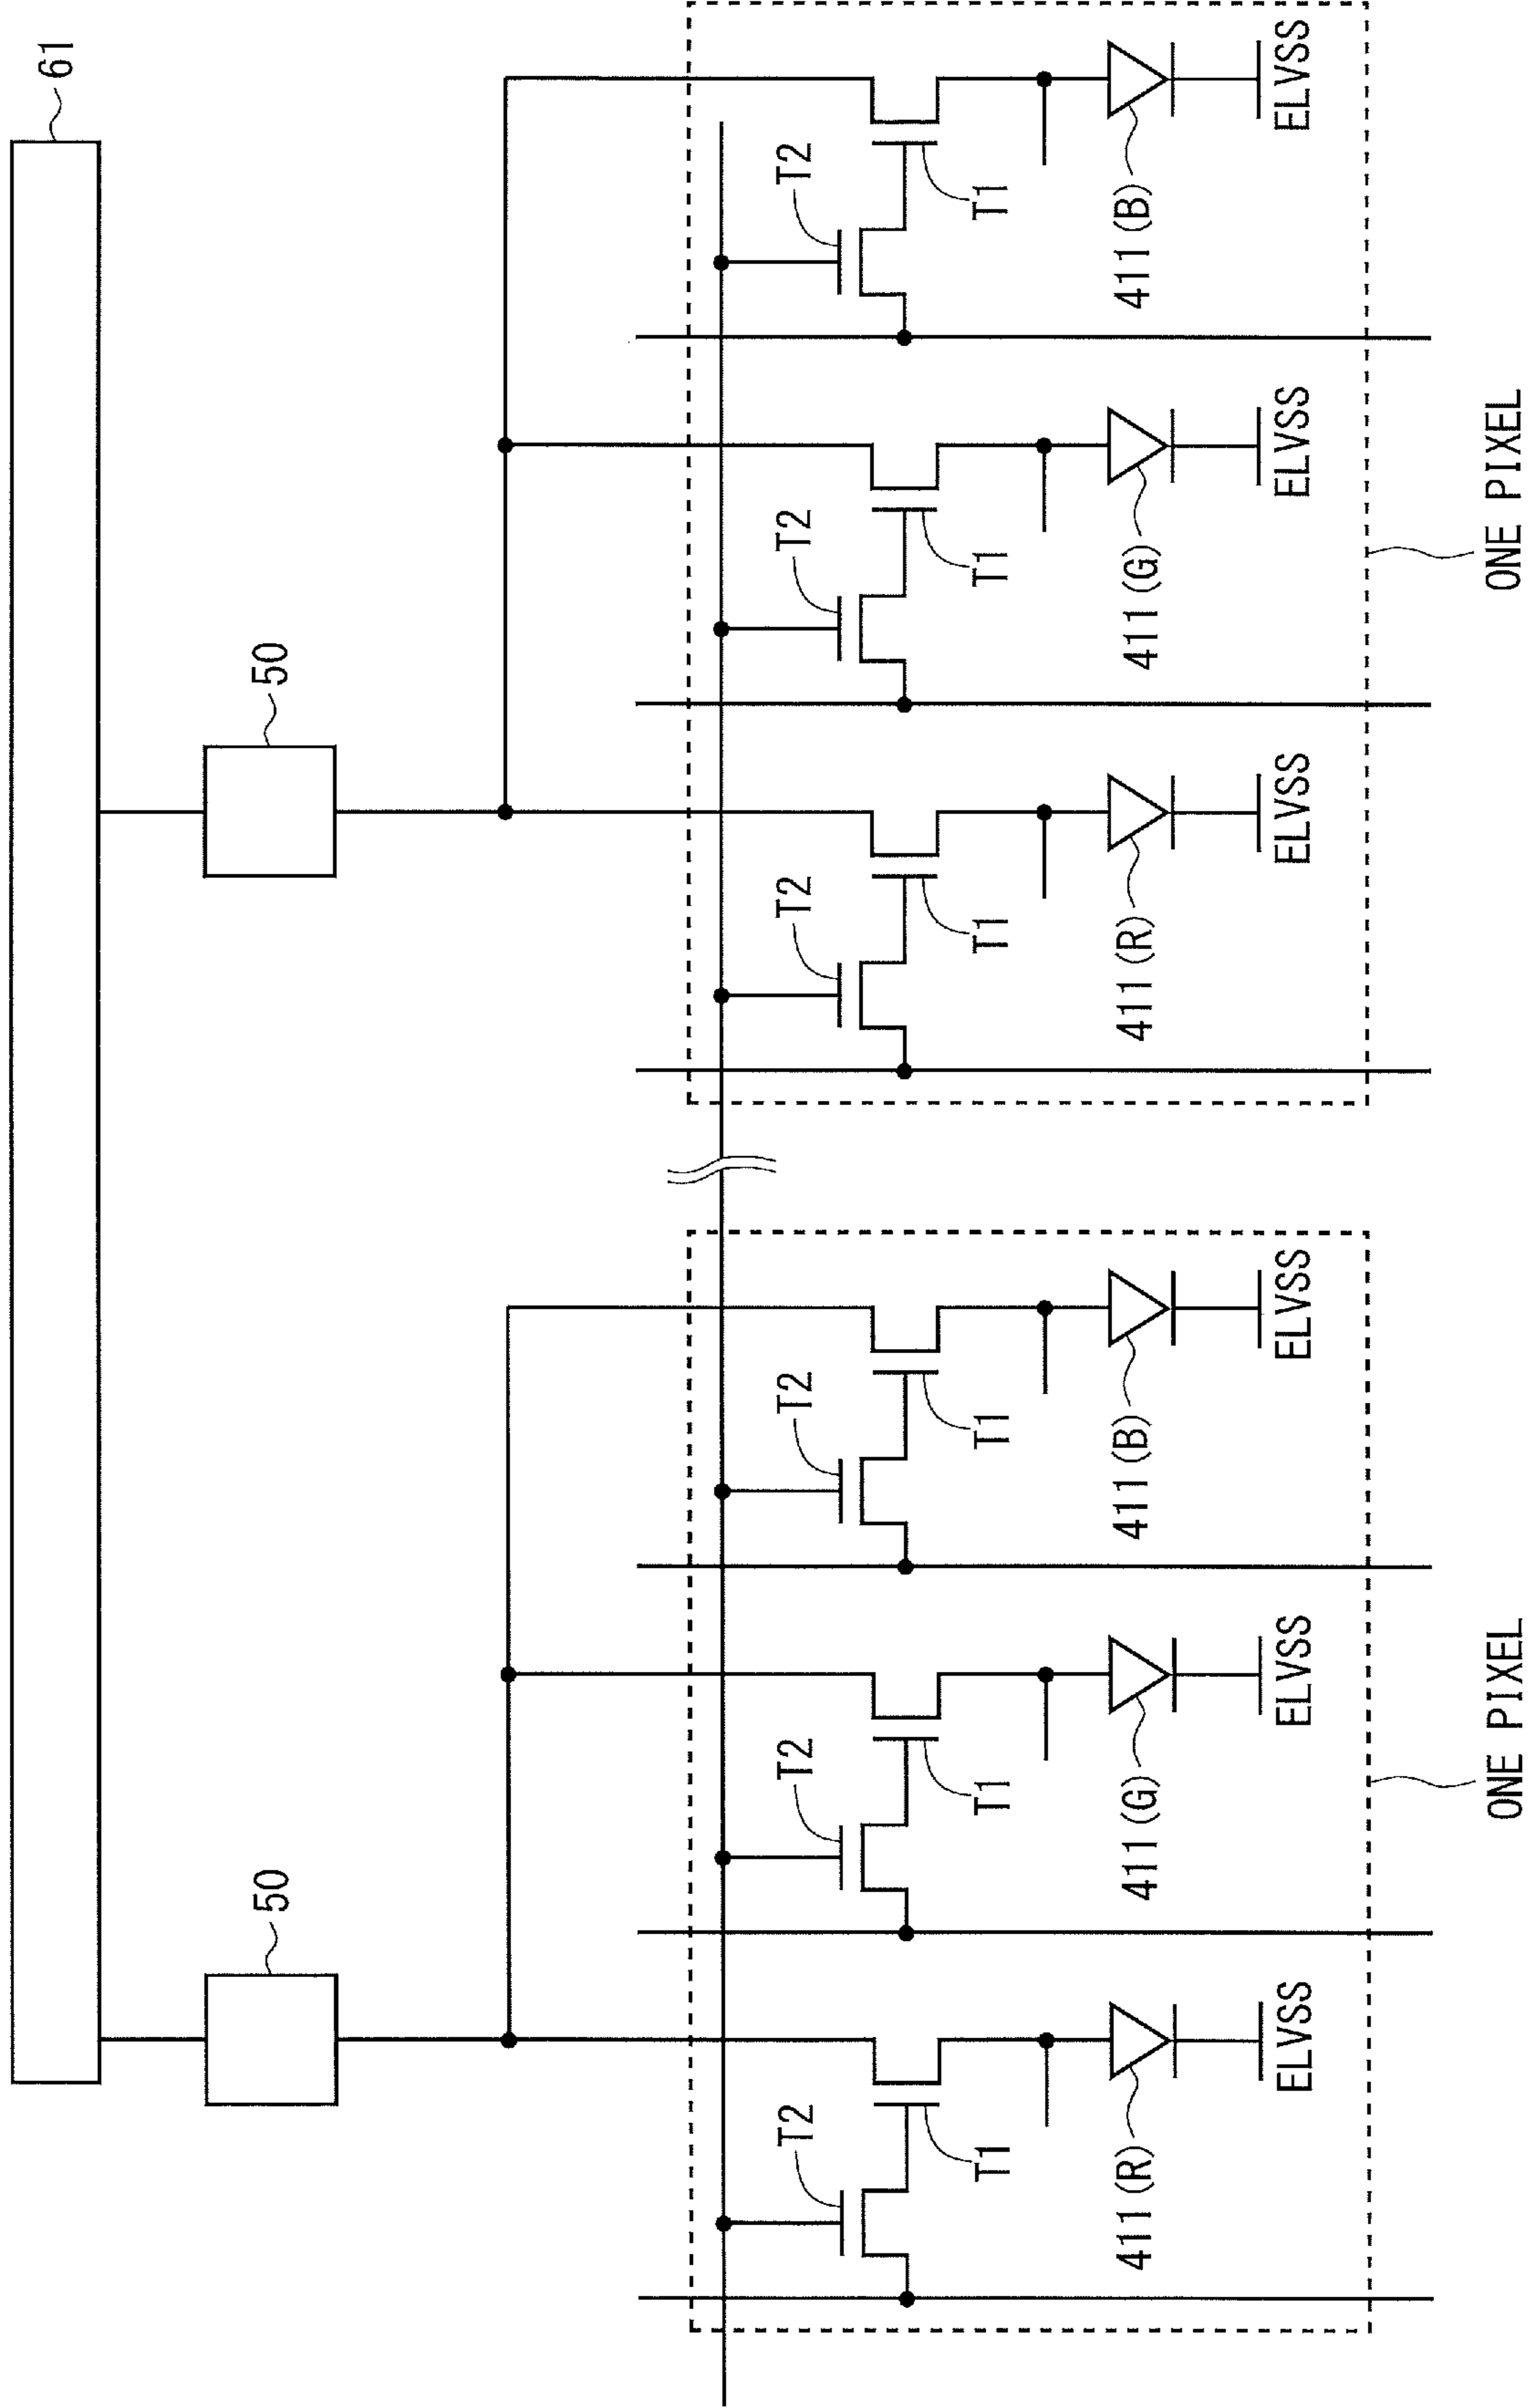 61
50
50
T2
T1
411(R)
ELVSS
T2
T1
411(G)
ELVSS
T2
T1
411(B)
ELVSS
T2
T1
411(R)
ELVSS
T2
T1
411(G)
ELVSS
T2
T1
411(B)
ELVSS
ONE PIXEL
ONE PIXEL